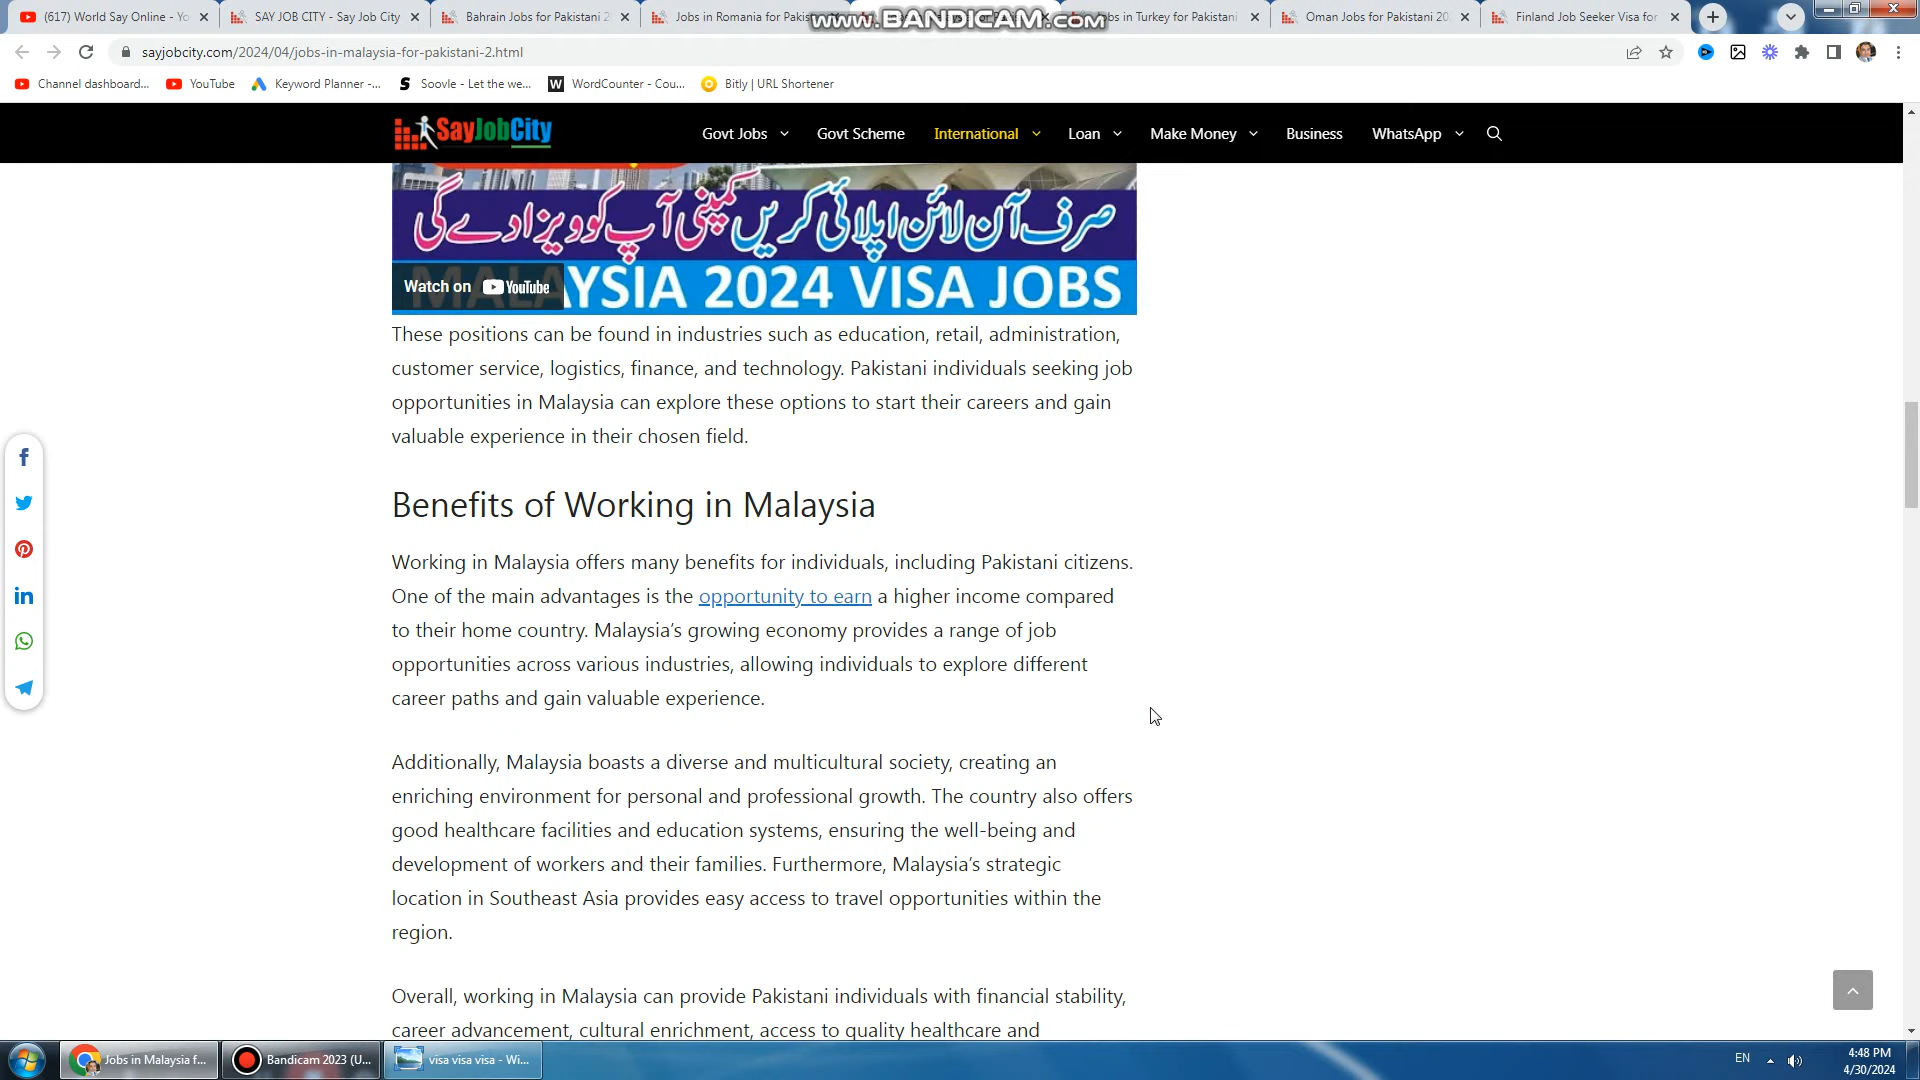 (617) World Say Online - Yo
SAY JOB CITY - Say Job City
Bahrain Jobs for Pakistani 2
Jobs in Romania for Pakis
www.BANDICAM.com
Jobs in Turkey for Pakistani
Oman Jobs for Pakistani 20
Finland Job Seeker Visa for
sayjobcity.com/2024/04/jobs-in-malaysia-for-pakistani-2.html
Channel dashboard...
YouTube
Keyword Planner -...
Soovle - Let the we...
WordCounter - Cou...
Bitly | URL Shortener
SayJobCity
Govt Jobs
Govt Scheme
International
Loan
Make Money
Business
WhatsApp
صرف آن لائن اپلائی کریں کمپنی آپ کو ویزا دے گی
Watch on YouTube
MALAYSIA 2024 VISA JOBS
These positions can be found in industries such as education, retail, administration,
customer service, logistics, finance, and technology. Pakistani individuals seeking job
opportunities in Malaysia can explore these options to start their careers and gain
valuable experience in their chosen field.
Benefits of Working in Malaysia
Working in Malaysia offers many benefits for individuals, including Pakistani citizens.
One of the main advantages is the opportunity to earn a higher income compared
to their home country. Malaysia's growing economy provides a range of job
opportunities across various industries, allowing individuals to explore different
career paths and gain valuable experience.
Additionally, Malaysia boasts a diverse and multicultural society, creating an
enriching environment for personal and professional growth. The country also offers
good healthcare facilities and education systems, ensuring the well-being and
development of workers and their families. Furthermore, Malaysia's strategic
location in Southeast Asia provides easy access to travel opportunities within the
region.
Overall, working in Malaysia can provide Pakistani individuals with financial stability,
career advancement, cultural enrichment, access to quality healthcare and
Jobs in Malaysia f...
Bandicam 2023 (U...
visa visa visa - Wi...
EN
4:48 PM
4/30/2024